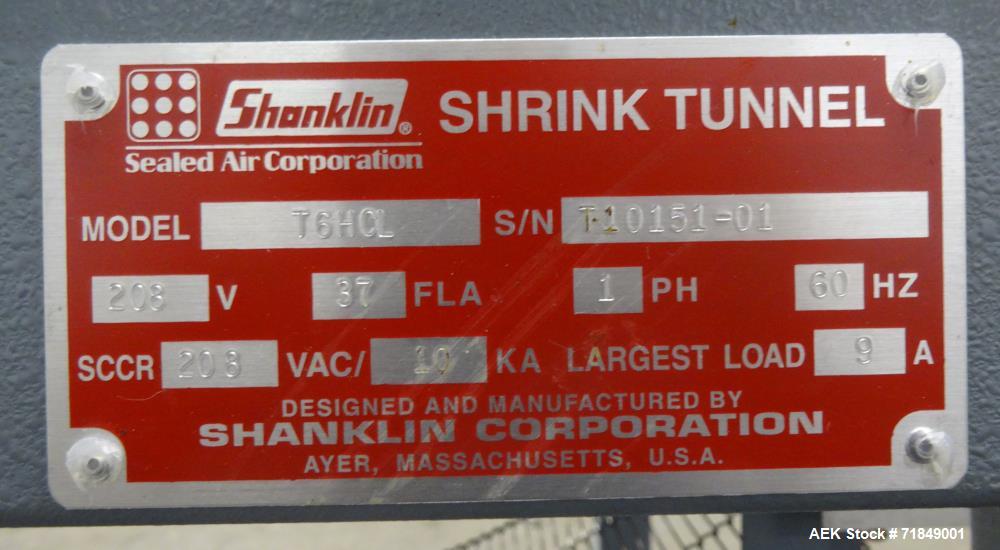 Shanklin® SHRINK TUNNEL
Sealed Air Corporation
MODEL T6HCL S/N T10151-01
208 V 37 FLA 1 PH 60 HZ
SCCR 208 VAC/ 10 KA LARGEST LOAD 9 A
DESIGNED AND MANUFACTURED BY
SHANKLIN CORPORATION
AYER, MASSACHUSETTS, U.S.A.
AEK Stock #71849001